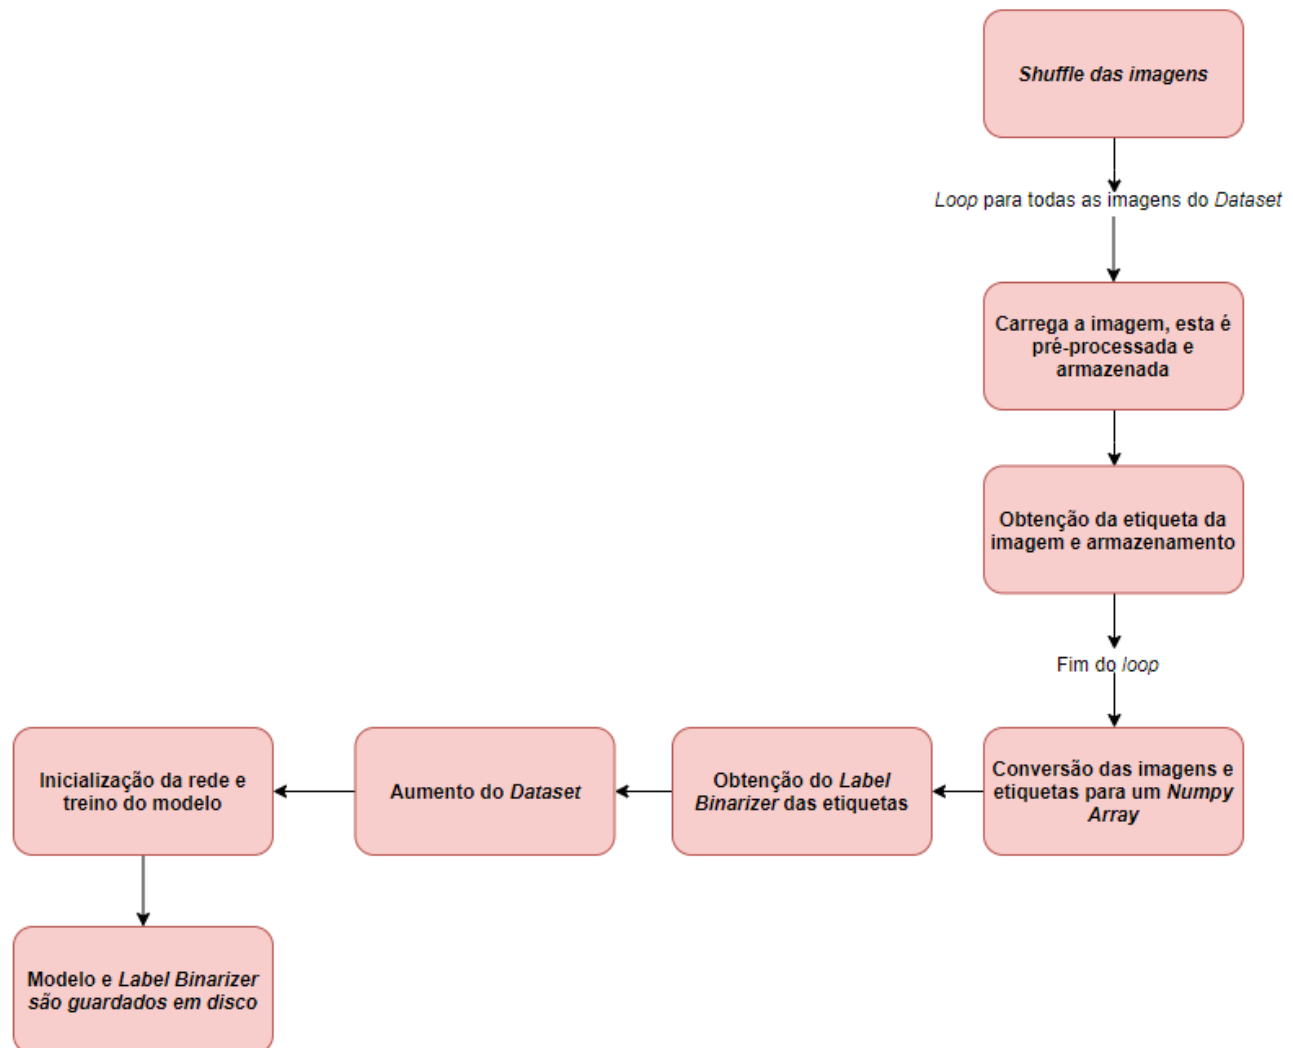 Shuffle das imagens
Loop para todas as imagens do Dataset
Carrega a imagem, esta é
pré-processada e
armazenada
Obtenção da etiqueta da
imagem e armazenamento
Fim do loop
Conversão das imagens e
etiquetas para um Numpy
Array
Obtenção do Label
Binarizer das etiquetas
Aumento do Dataset
Inicialização da rede e
treino do modelo
Modelo e Label Binarizer
são guardados em disco